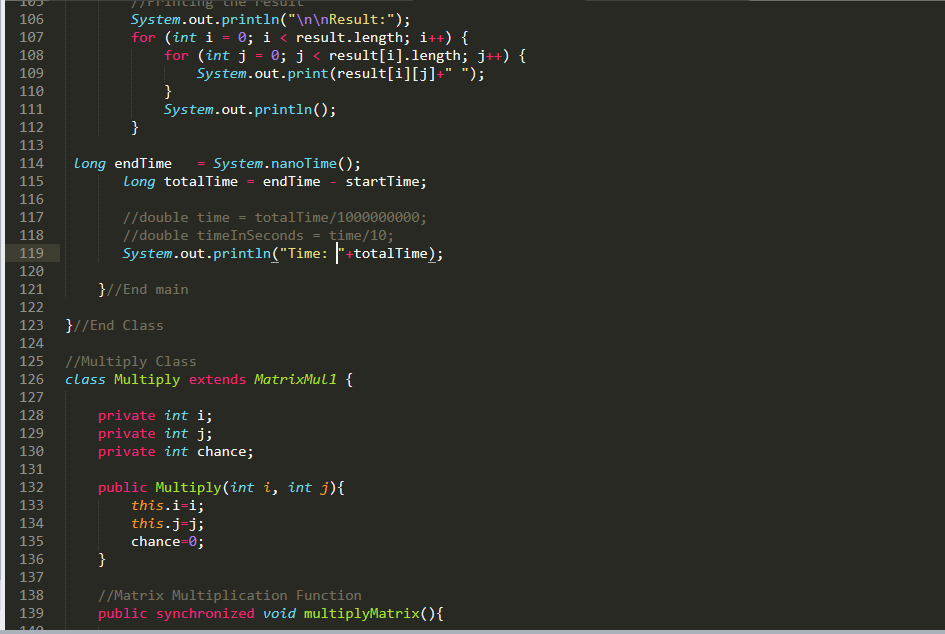 105 //Printing the result
106 System.out.println("\n\nResult:");
107 for (int i = 0; i < result.length; i++) {
108 for (int j = 0; j < result[i].length; j++) {
109 System.out.print(result[i][j]+" ");
110 }
111 System.out.println();
112 }
113
114 long endTime   = System.nanoTime();
115 long totalTime = endTime - startTime;
116
117 //double time = totalTime/1000000000;
118 //double timeInSeconds = time/10;
119 System.out.println("Time: "+totalTime);
120
121 }//End main
122
123 }//End Class
124
125 //Multiply Class
126 class Multiply extends MatrixMul1 {
127
128 private int i;
129 private int j;
130 private int chance;
131
132 public Multiply(int i, int j){
133 this.i=i;
134 this.j=j;
135 chance=0;
136 }
137
138 //Matrix Multiplication Function
139 public synchronized void multiplyMatrix(){
140